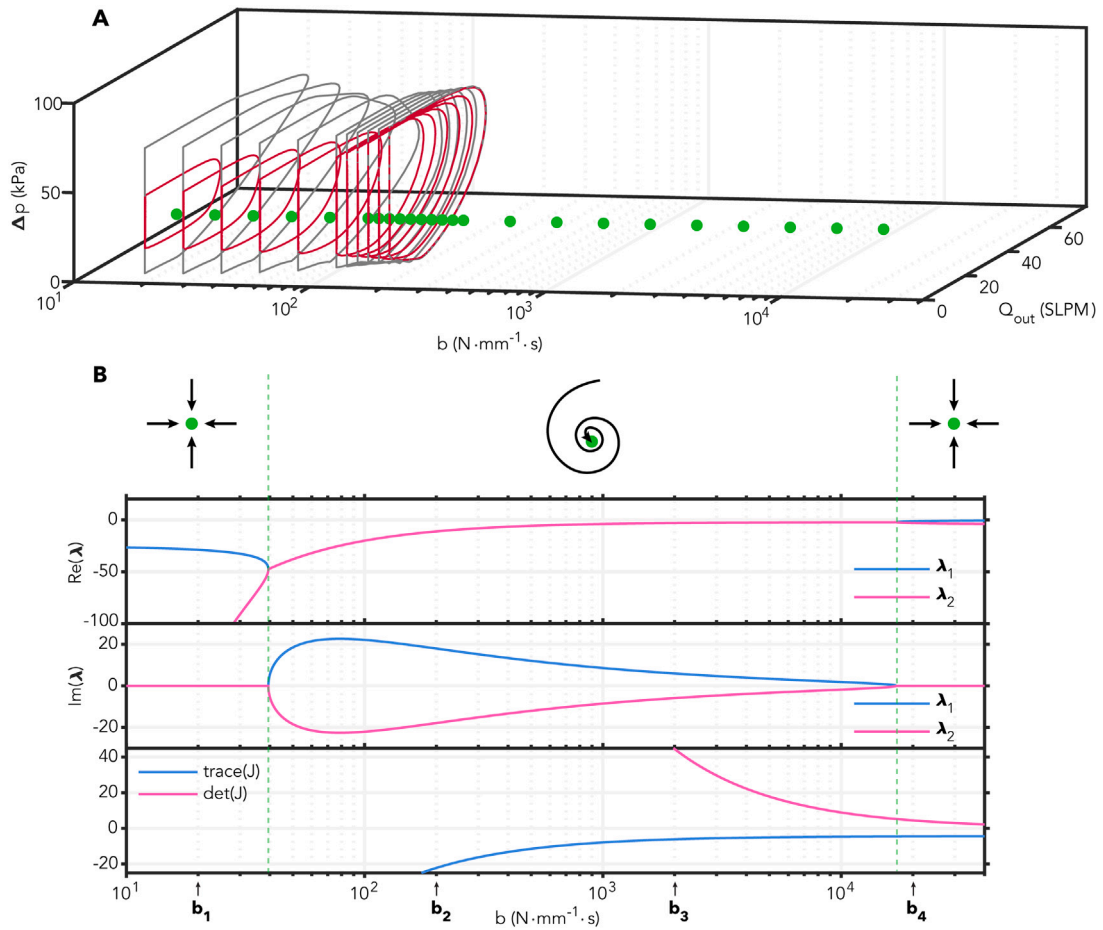 A
100
50
0
Δp (kPa)
10¹
10²
10³
10⁴
b (N·mm⁻¹·s)
0
20
40
60
Q_out (SLPM)
B
0
-50
-100
Re(λ)
λ₁
λ₂
20
0
-20
Im(λ)
λ₁
λ₂
40
20
0
-20
trace(J)
det(J)
10¹
10²
10³
10⁴
b₁
b₂
b₃
b₄
b (N·mm⁻¹·s)